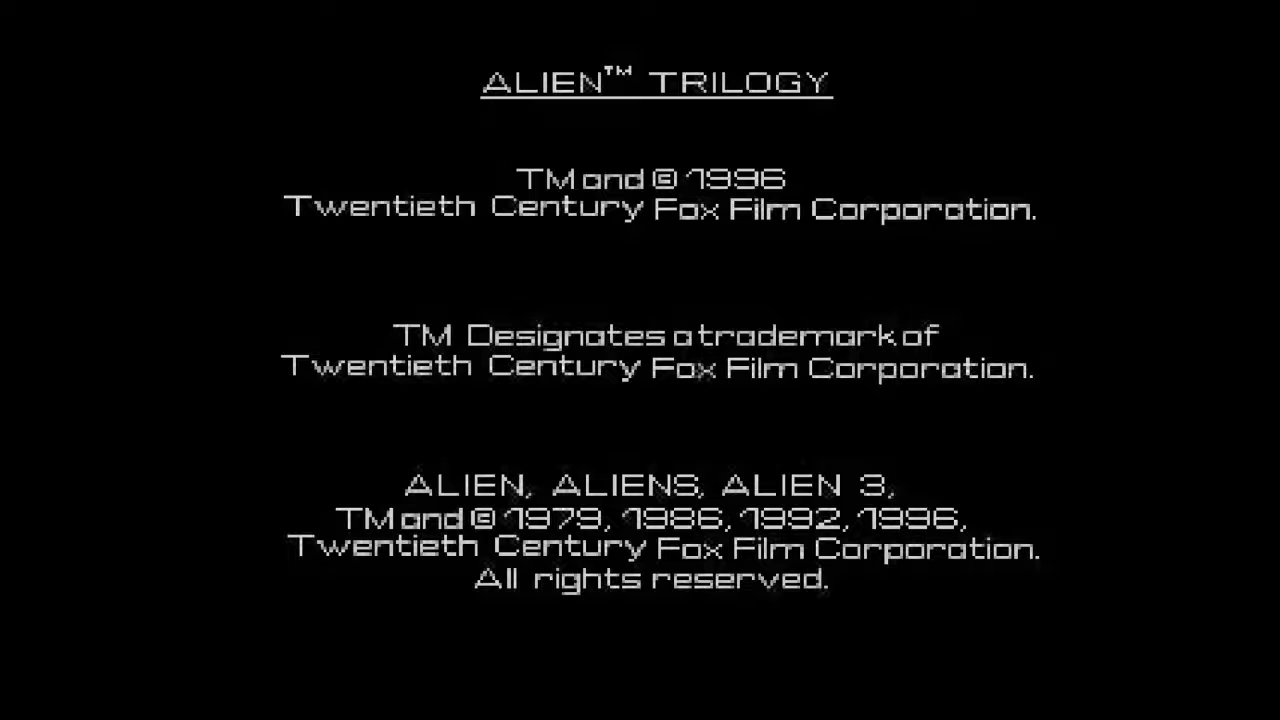 ALIEN™ TRILOGY
TM and © 1996
Twentieth Century Fox Film Corporation.
TM Designates a trademark of
Twentieth Century Fox Film Corporation.
ALIEN, ALIENS, ALIEN 3,
TM and © 1979, 1986, 1992, 1996,
Twentieth Century Fox Film Corporation.
All rights reserved.